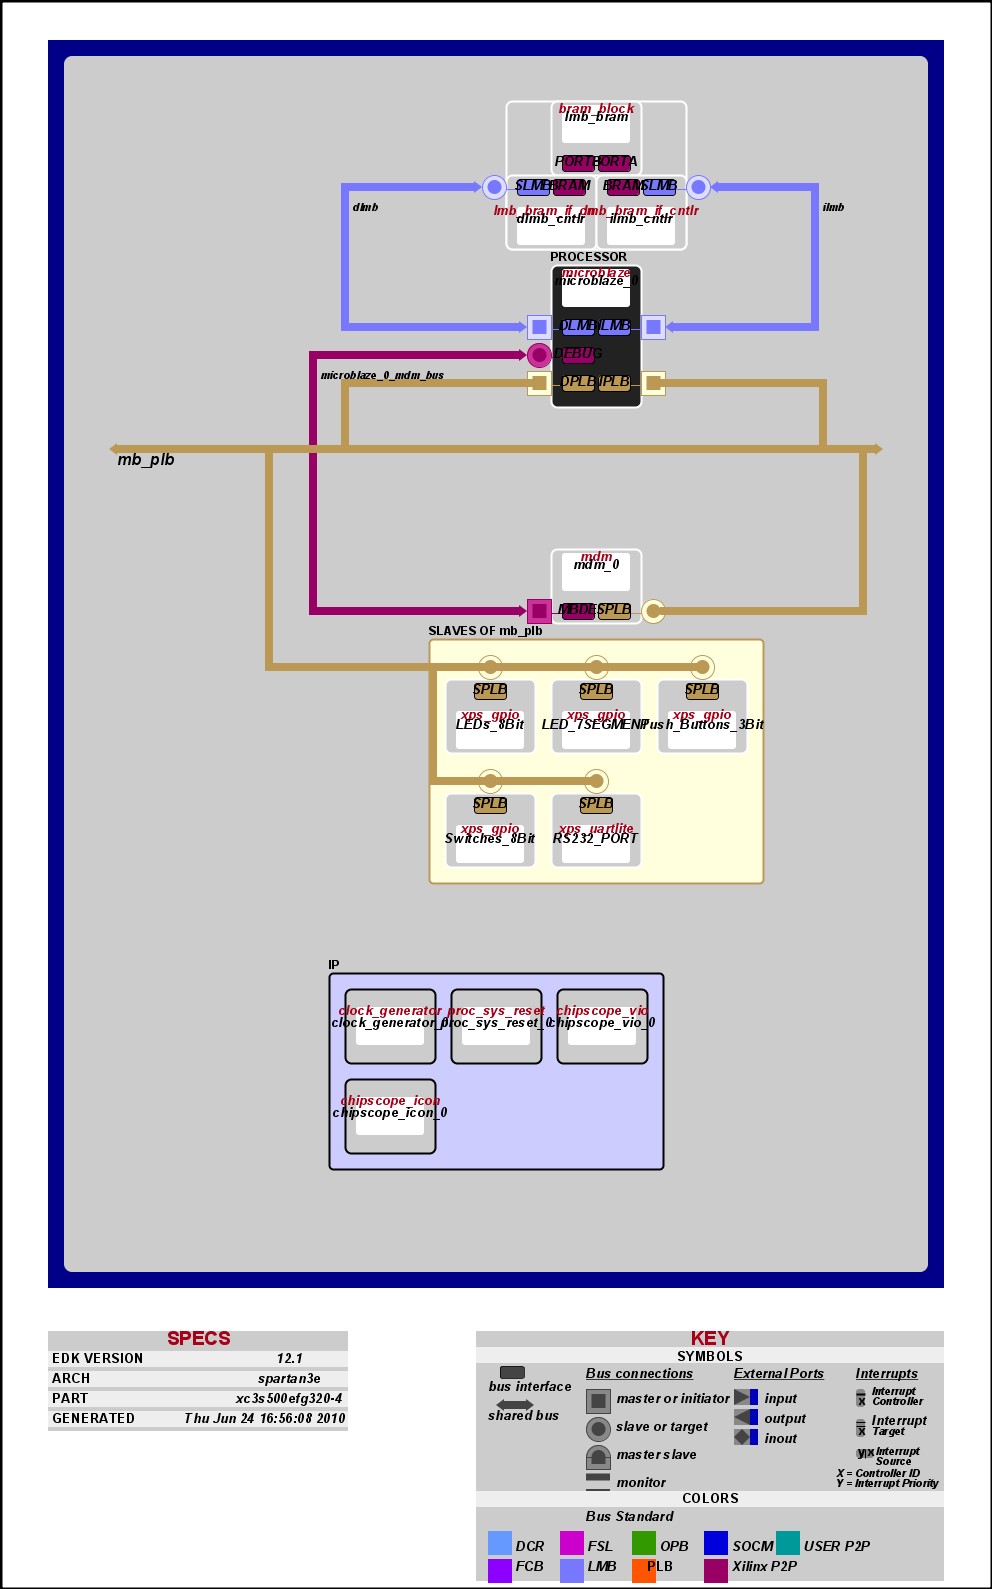 bram_block
lmb_bram
PORTB PORTA
SLMB BRAM BRAM SLMB
dlmb
ilmb
lmb_bram_if_cntlr lmb_bram_if_cntlr
dlmb_cntlr ilmb_cntlr
PROCESSOR
microblaze
microblaze_0
DLMB ILMB
DEBUG
microblaze_0_mdm_bus
DPLB IPLB
mb_plb
mdm
mdm_0
SPLB
SLAVES OF mb_plb
SPLB SPLB SPLB
xps_gpio xps_gpio xps_gpio
LEDs_8Bit LED_7SEGMENT Push_Buttons_3Bit
SPLB SPLB
xps_gpio xps_uartlite
Switches_8Bit RS232_PORT
IP
clock_generator proc_sys_reset chipscope_vio
clock_generator_0 proc_sys_reset_0 chipscope_vio_0
chipscope_icon
chipscope_icon_0
SPECS
EDK VERSION 12.1
ARCH spartan3e
PART xc3s500efg320-4
GENERATED Thu Jun 24 16:56:08 2010
KEY
SYMBOLS
Bus connections External Ports Interrupts
bus interface
shared bus
master or initiator
slave or target
master slave
monitor
input
output
inout
Interrupt
Controller
x
Interrupt
Target
x
y x Interrupt
Source
X = Controller ID
Y = Interrupt Priority
COLORS
Bus Standard
DCR FSL OPB SOCM USER P2P
FCB LMB PLB Xilinx P2P